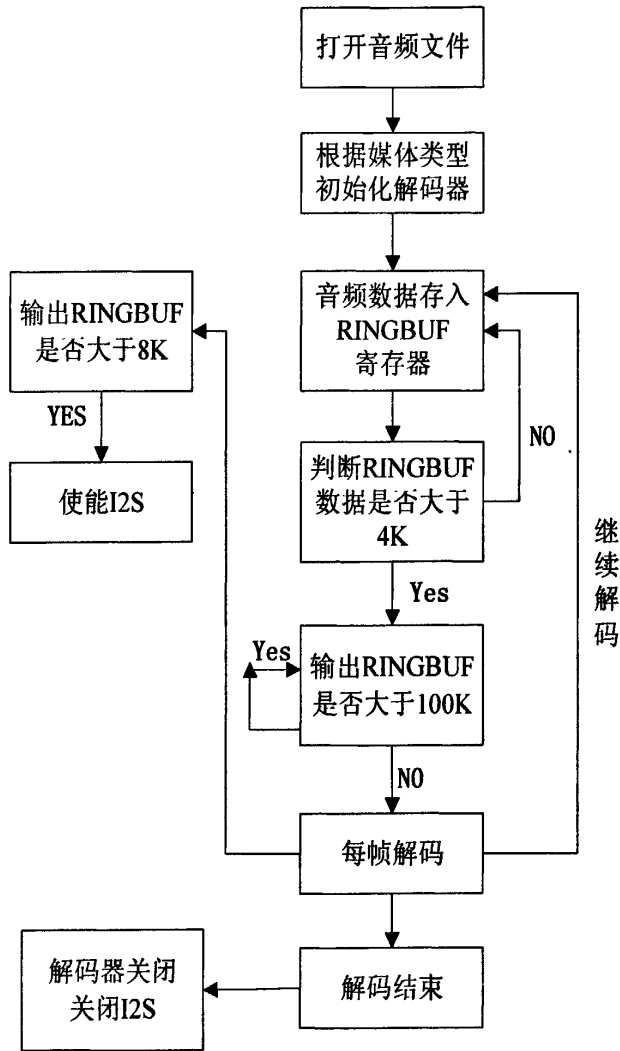 打开音频文件
根据媒体类型
初始化解码器
音频数据存入
RINGBUF
寄存器
输出RINGBUF
是否大于8K
YES
使能I2S
NO
判断RINGBUF
数据是否大于
4K
Yes
继续解码
Yes
输出RINGBUF
是否大于100K
NO
每帧解码
解码结束
解码器关闭
关闭I2S